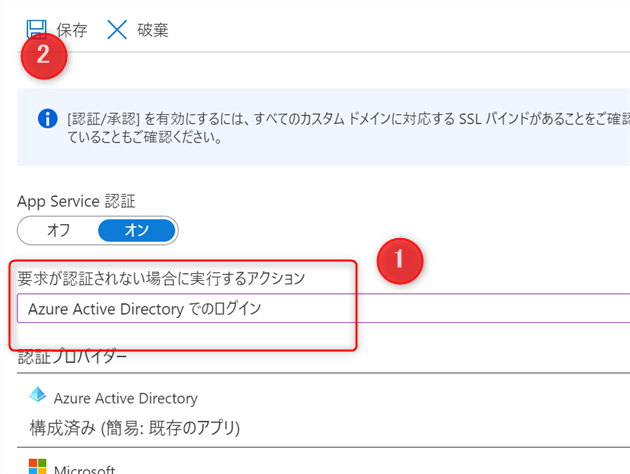 保存 破棄
2
[認証/承認] を有効にするには、すべてのカスタム ドメインに対応する SSL バインドがあることをご確認
ていることもご確認ください。
App Service 認証
オフ オン
1
要求が認証されない場合に実行するアクション
Azure Active Directory でのログイン
認証プロバイダー
Azure Active Directory
構成済み (簡易: 既存のアプリ)
Microsoft